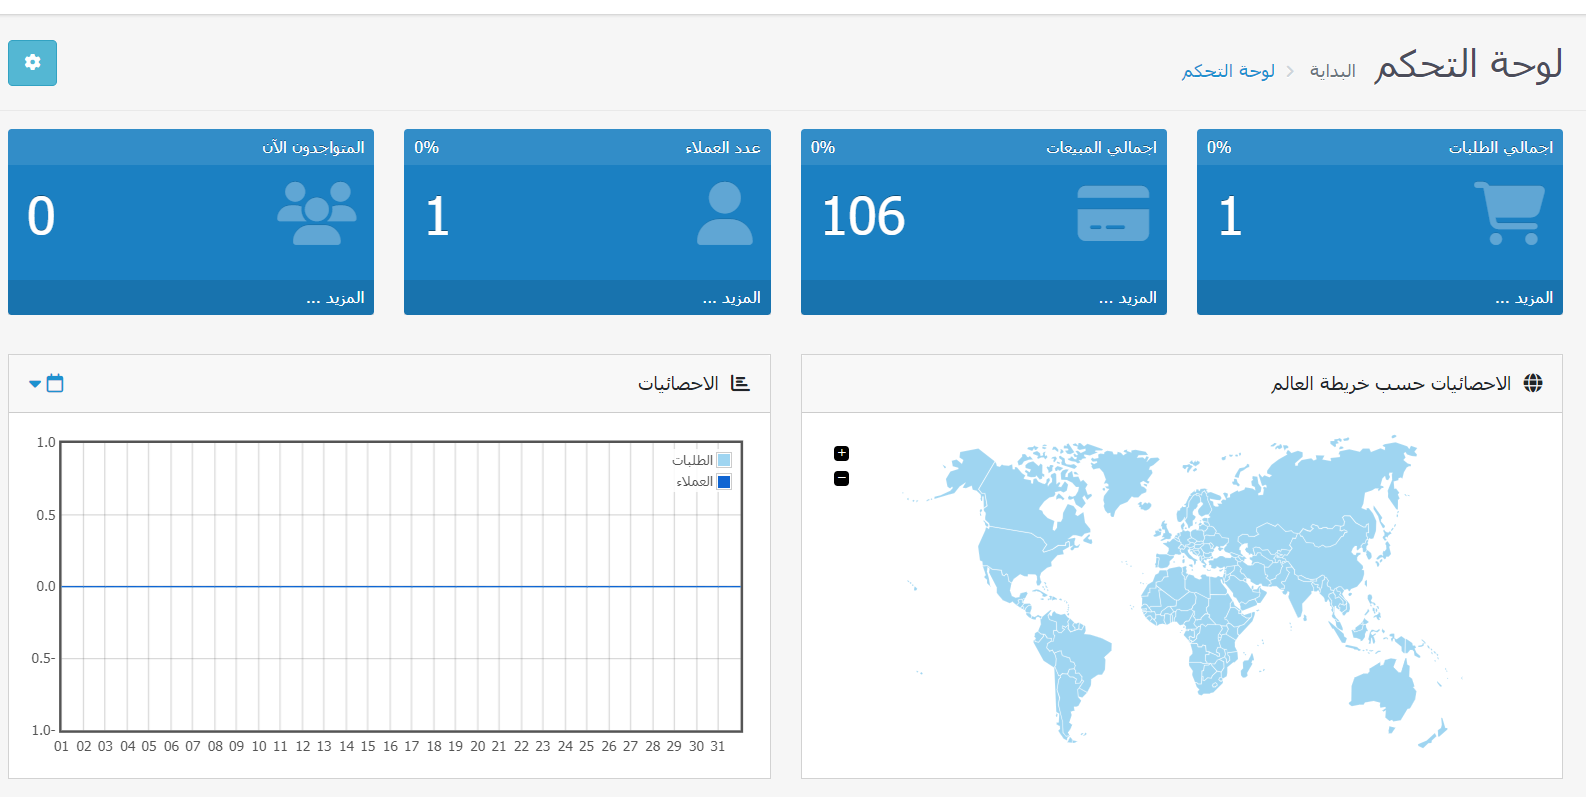 لوحة التحكم
البداية
لوحة التحكم
اجمالي الطلبات 0%
1
المزيد ...
اجمالي المبيعات 0%
106
المزيد ...
عدد العملاء 0%
1
المزيد ...
المتواجدون الآن
0
المزيد ...
الاحصائيات حسب خريطة العالم
+
−
الاحصائيات
الطلبات
العملاء
1.0
0.5
0.0
0.5-
1.0-
01 02 03 04 05 06 07 08 09 10 11 12 13 14 15 16 17 18 19 20 21 22 23 24 25 26 27 28 29 30 31